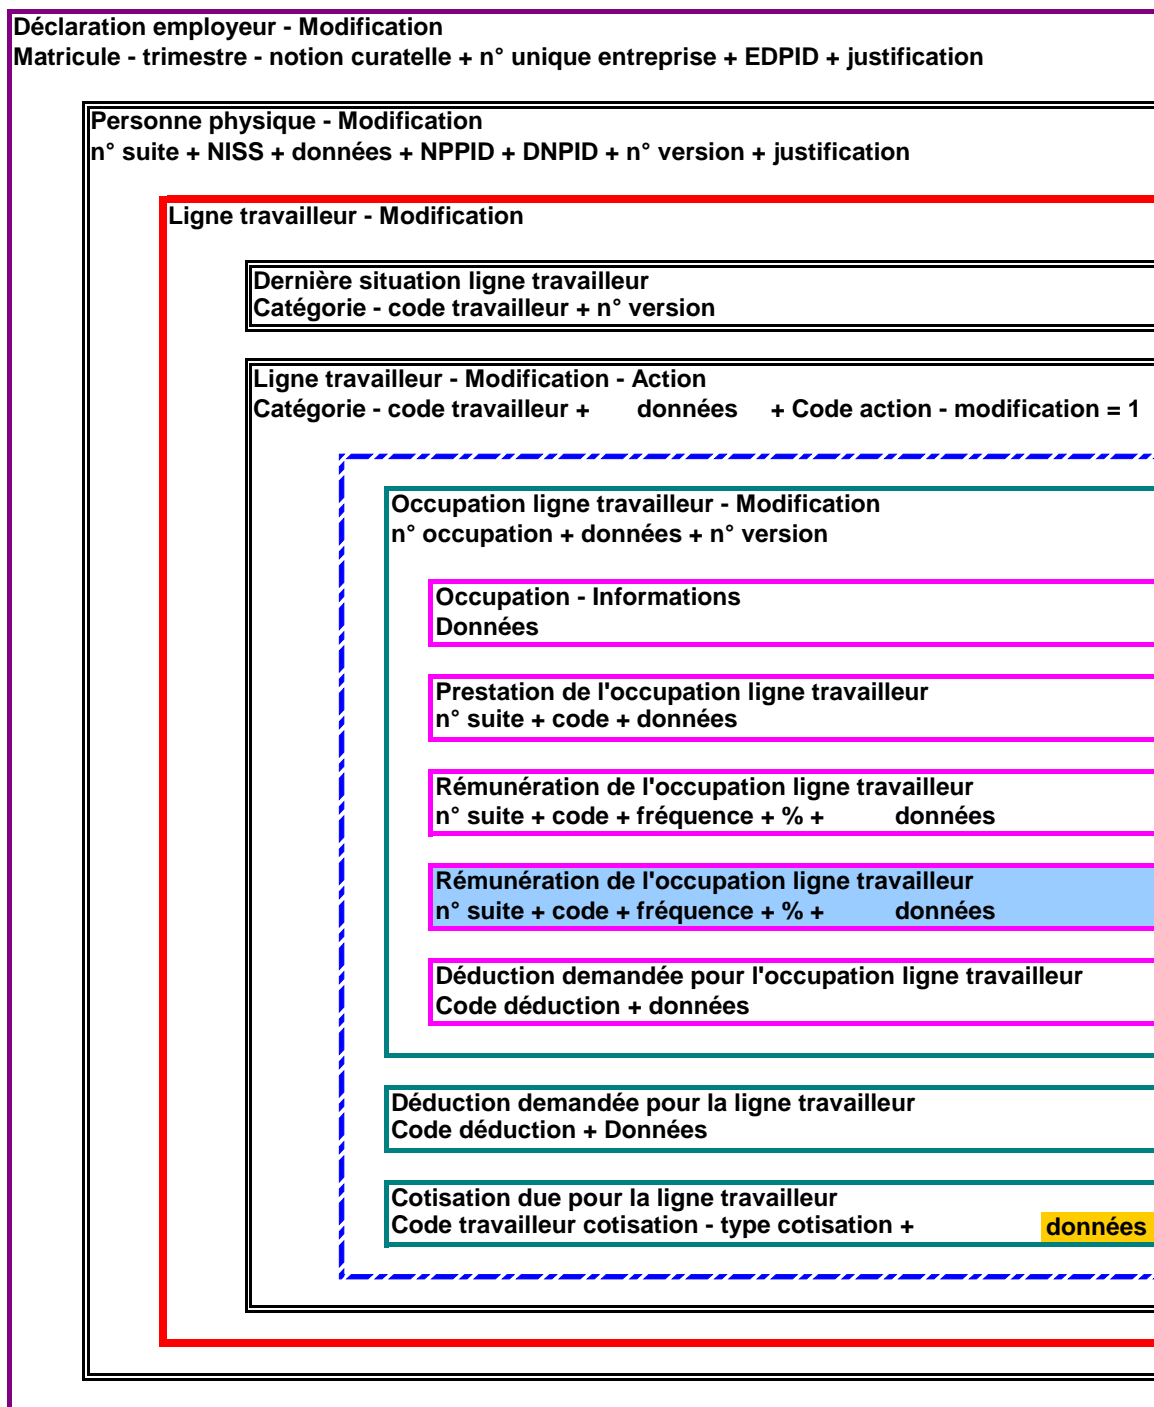 Déclaration employeur - Modification
Matricule - trimestre - notion curatelle + n° unique entreprise + EDPID + justification
Personne physique - Modification
n° suite + NISS + données + NPPID + DNPID + n° version + justification
Ligne travailleur - Modification
Dernière situation ligne travailleur
Catégorie - code travailleur + n° version
Ligne travailleur - Modification - Action
Catégorie - code travailleur + données + Code action - modification = 1
Occupation ligne travailleur - Modification
n° occupation + données + n° version
Occupation - Informations
Données
Prestation de l'occupation ligne travailleur
n° suite + code + données
Rémunération de l'occupation ligne travailleur
n° suite + code + fréquence + % + données
Rémunération de l'occupation ligne travailleur
n° suite + code + fréquence + % + données
Déduction demandée pour l'occupation ligne travailleur
Code déduction + données
Déduction demandée pour la ligne travailleur
Code déduction + Données
Cotisation due pour la ligne travailleur
Code travailleur cotisation - type cotisation + données